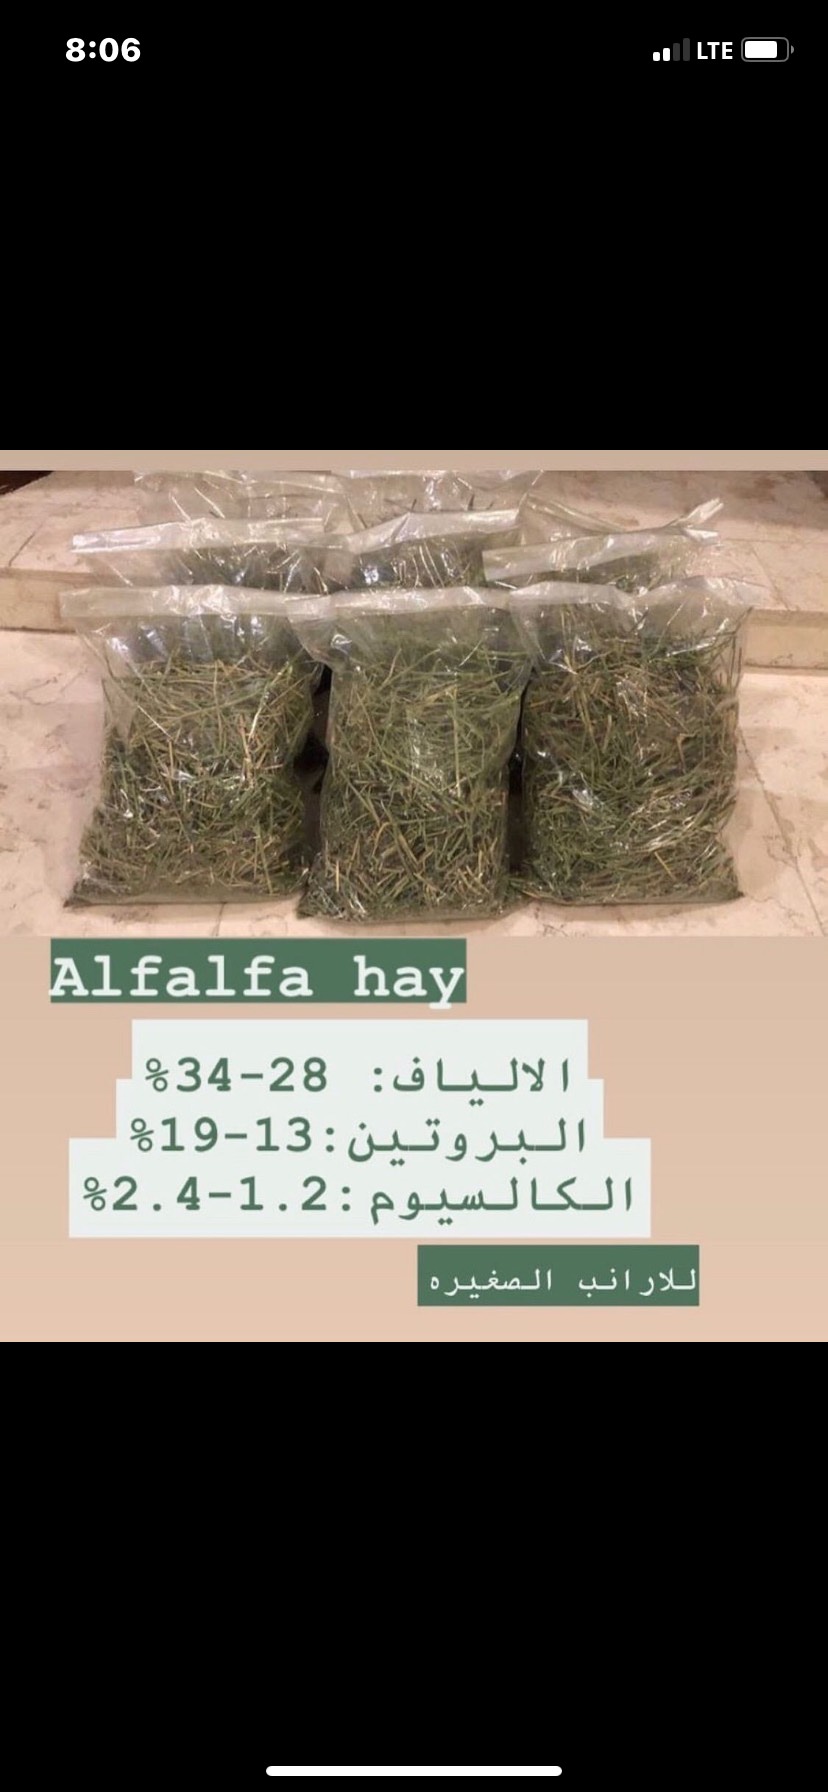 8:06
LTE
Alfalfa hay
الالياف: 28-34%
البروتين:13-19%
الكالسيوم:1.2-2.4%
للارانب الصغيره